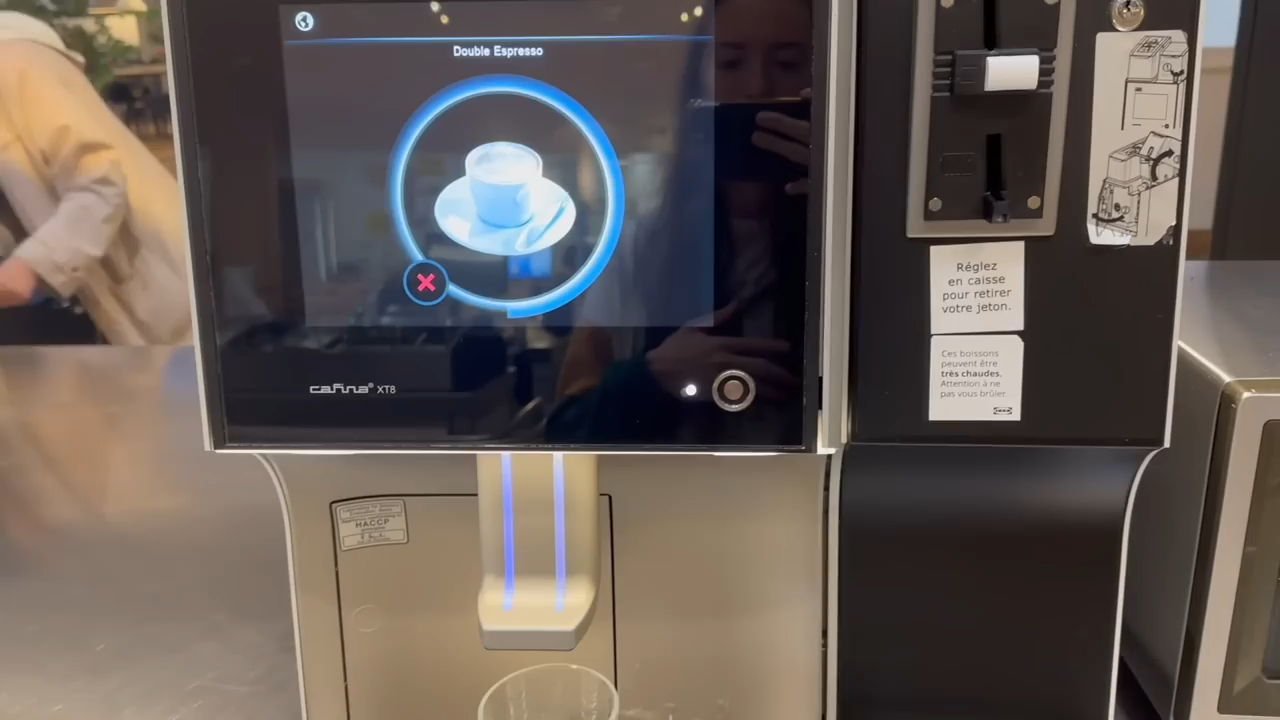 Double Espresso
cafina® XT8
Réglez
en caisse
pour retirer
votre jeton.
Ces boissons
peuvent être
très chaudes.
Attention à ne
pas vous brûler.
IKEA
HACCP